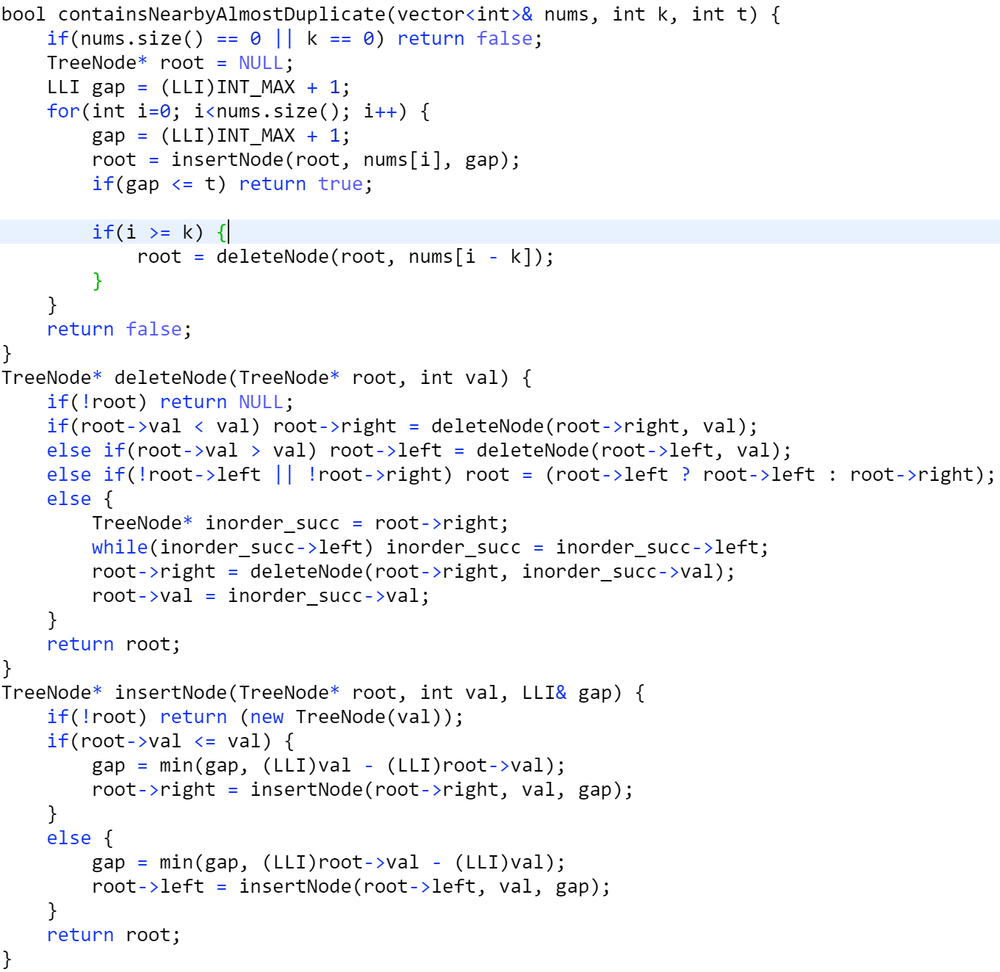 bool containsNearbyAlmostDuplicate(vector<int>& nums, int k, int t) {
    if(nums.size() == 0 || k == 0) return false;
    TreeNode* root = NULL;
    LLI gap = (LLI)INT_MAX + 1;
    for(int i=0; i<nums.size(); i++) {
        gap = (LLI)INT_MAX + 1;
        root = insertNode(root, nums[i], gap);
        if(gap <= t) return true;

        if(i >= k) {
            root = deleteNode(root, nums[i - k]);
        }
    }
    return false;
}
TreeNode* deleteNode(TreeNode* root, int val) {
    if(!root) return NULL;
    if(root->val < val) root->right = deleteNode(root->right, val);
    else if(root->val > val) root->left = deleteNode(root->left, val);
    else if(!root->left || !root->right) root = (root->left ? root->left : root->right);
    else {
        TreeNode* inorder_succ = root->right;
        while(inorder_succ->left) inorder_succ = inorder_succ->left;
        root->right = deleteNode(root->right, inorder_succ->val);
        root->val = inorder_succ->val;
    }
    return root;
}
TreeNode* insertNode(TreeNode* root, int val, LLI& gap) {
    if(!root) return (new TreeNode(val));
    if(root->val <= val) {
        gap = min(gap, (LLI)val - (LLI)root->val);
        root->right = insertNode(root->right, val, gap);
    }
    else {
        gap = min(gap, (LLI)root->val - (LLI)val);
        root->left = insertNode(root->left, val, gap);
    }
    return root;
}